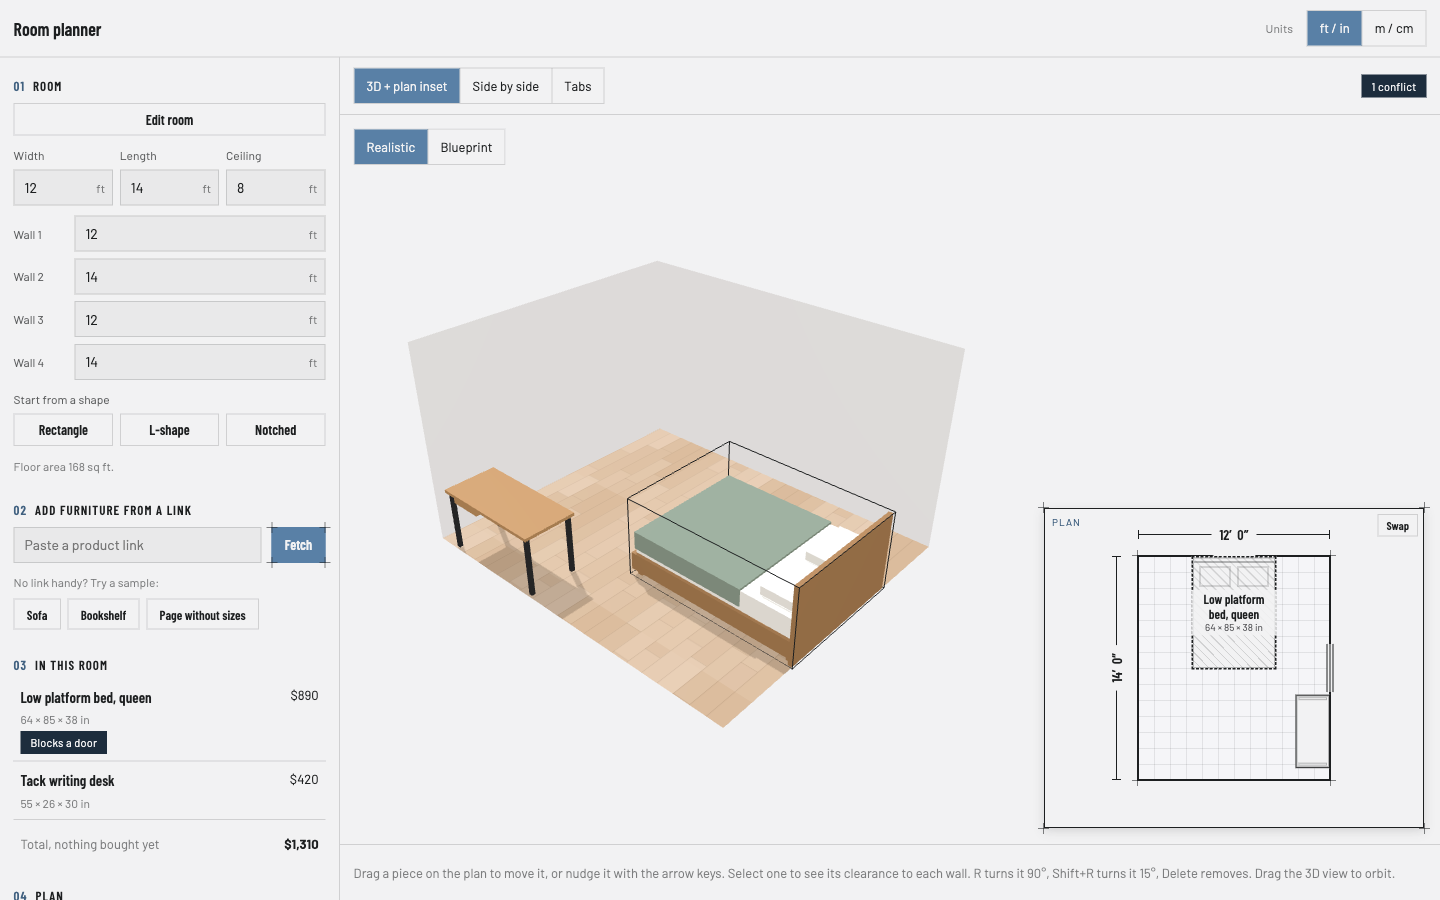 Room planner
Units
ft / in
m / cm
01 ROOM
Edit room
Width
Length
Ceiling
12 ft
14 ft
8 ft
Wall 1
12 ft
Wall 2
14 ft
Wall 3
12 ft
Wall 4
14 ft
Start from a shape
Rectangle
L-shape
Notched
Floor area 168 sq ft.
02 ADD FURNITURE FROM A LINK
Paste a product link
Fetch
No link handy? Try a sample:
Sofa
Bookshelf
Page without sizes
03 IN THIS ROOM
Low platform bed, queen
$890
64 × 85 × 38 in
Blocks a door
Tack writing desk
$420
55 × 26 × 30 in
Total, nothing bought yet
$1,310
04 PLAN
3D + plan inset
Side by side
Tabs
1 conflict
Realistic
Blueprint
PLAN
Swap
12′ 0″
14′ 0″
Low platform
bed, queen
64 × 85 × 38 in
Drag a piece on the plan to move it, or nudge it with the arrow keys. Select one to see its clearance to each wall. R turns it 90°, Shift+R turns it 15°, Delete removes. Drag the 3D view to orbit.